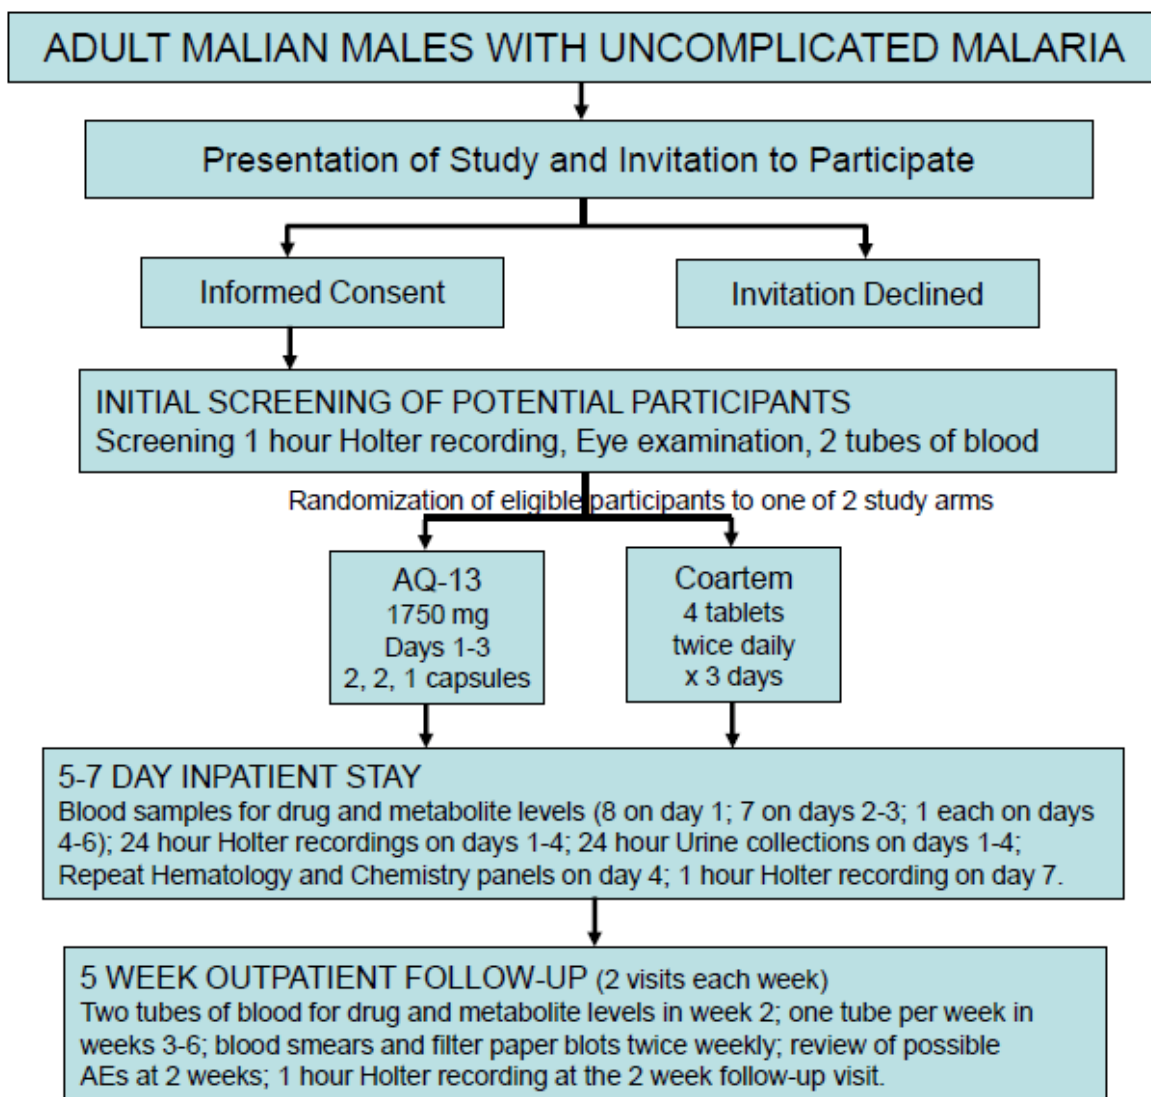 ADULT MALIAN MALES WITH UNCOMPLICATED MALARIA
Presentation of Study and Invitation to Participate
Informed Consent
Invitation Declined
INITIAL SCREENING OF POTENTIAL PARTICIPANTS
Screening 1 hour Holter recording, Eye examination, 2 tubes of blood
Randomization of eligible participants to one of 2 study arms
AQ-13
1750 mg
Days 1-3
2, 2, 1 capsules
Coartem
4 tablets
twice daily
x 3 days
5-7 DAY INPATIENT STAY
Blood samples for drug and metabolite levels (8 on day 1; 7 on days 2-3; 1 each on days
4-6); 24 hour Holter recordings on days 1-4; 24 hour Urine collections on days 1-4;
Repeat Hematology and Chemistry panels on day 4; 1 hour Holter recording on day 7.
5 WEEK OUTPATIENT FOLLOW-UP (2 visits each week)
Two tubes of blood for drug and metabolite levels in week 2; one tube per week in
weeks 3-6; blood smears and filter paper blots twice weekly; review of possible
AEs at 2 weeks; 1 hour Holter recording at the 2 week follow-up visit.